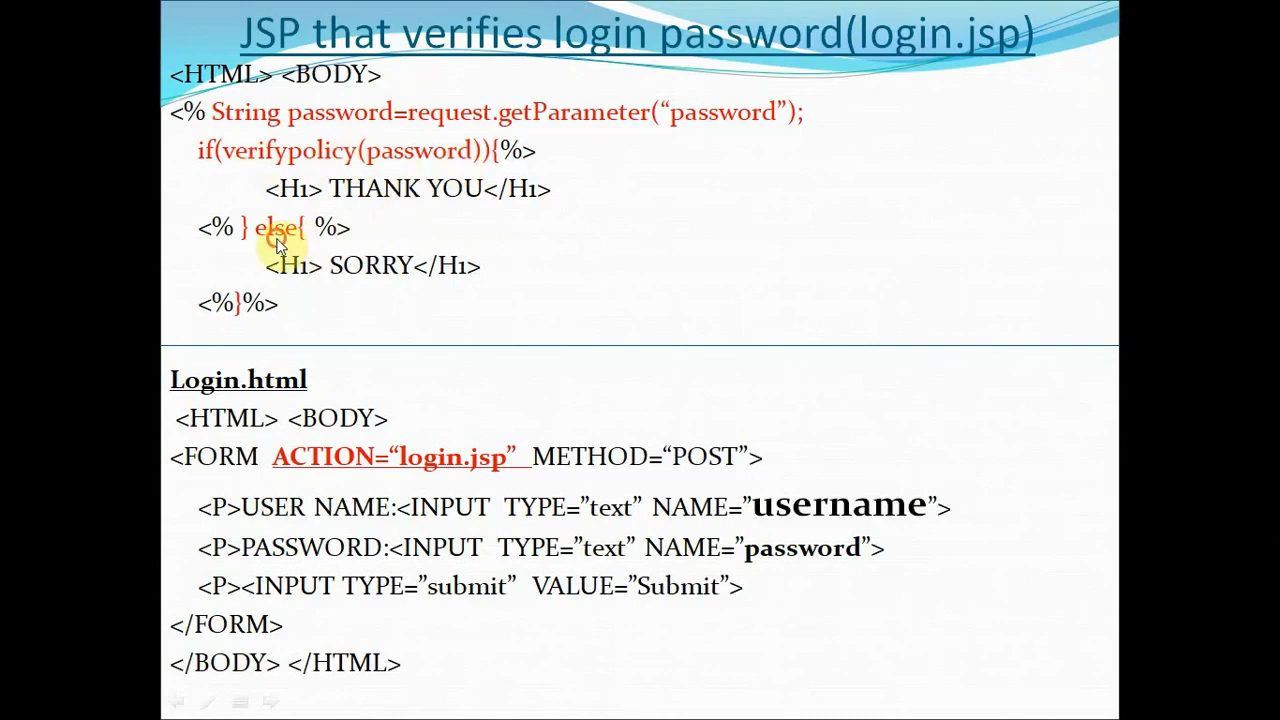 JSP that verifies login password(login.jsp)
<HTML> <BODY>
<% String password=request.getParameter(“password”);
if(verifypolicy(password)){%>
<H1> THANK YOU</H1>
<% } else{ %>
<H1> SORRY</H1>
<%}%>
Login.html
<HTML> <BODY>
<FORM ACTION=“login.jsp” METHOD=“POST”>
<P>USER NAME:<INPUT TYPE=”text” NAME=”username”>
<P>PASSWORD:<INPUT TYPE=”text” NAME=”password”>
<P><INPUT TYPE=”submit” VALUE=”Submit”>
</FORM>
</BODY> </HTML>